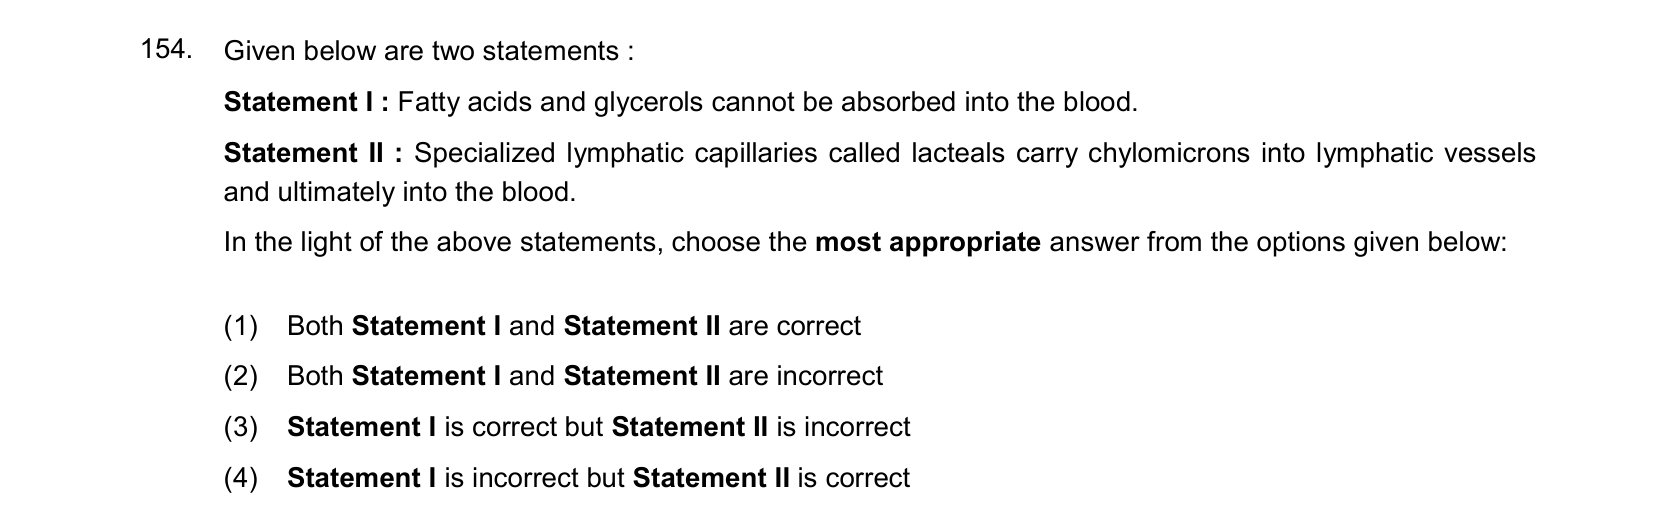 154. Given below are two statements :
Statement I : Fatty acids and glycerols cannot be absorbed into the blood.
Statement II : Specialized lymphatic capillaries called lacteals carry chylomicrons into lymphatic vessels
and ultimately into the blood.
In the light of the above statements, choose the most appropriate answer from the options given below:
(1) Both Statement I and Statement II are correct
(2) Both Statement I and Statement II are incorrect
(3) Statement I is correct but Statement II is incorrect
(4) Statement I is incorrect but Statement II is correct